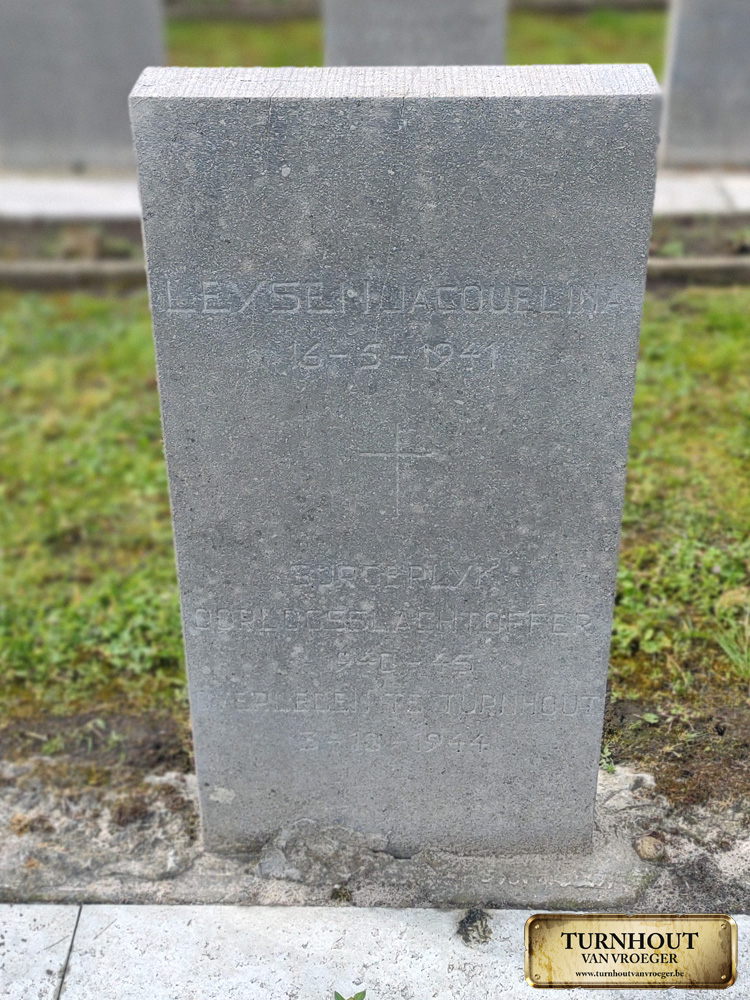 LEYSEN JACQUELINA
16-5-1941
BURGERLYK
OORLOGSSLACHTOFFER
40-45
OVERLEDEN TE TURNHOUT
3-10-1944
TURNHOUT
VAN VROEGER
www.turnhoutvanvroeger.be